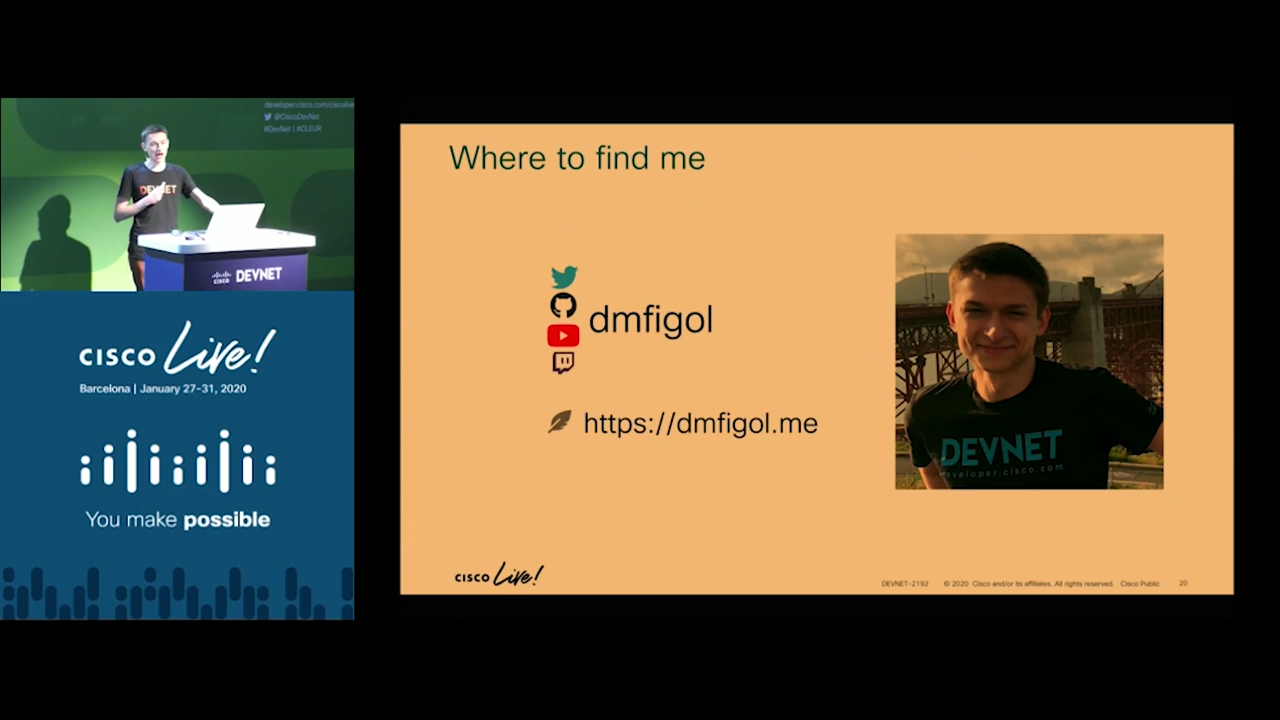 developer.cisco.com/ciscolive
@CiscoDevNet
#DevNet | #CLEUR
DEVNET
CISCO DEVNET
CISCO Live!
Barcelona | January 27-31, 2020
You make possible
Where to find me
dmfigol
https://dmfigol.me
DEVNET
developer.cisco.com
CISCO Live!
DEVNET-2192 © 2020 Cisco and/or its affiliates. All rights reserved. Cisco Public 20